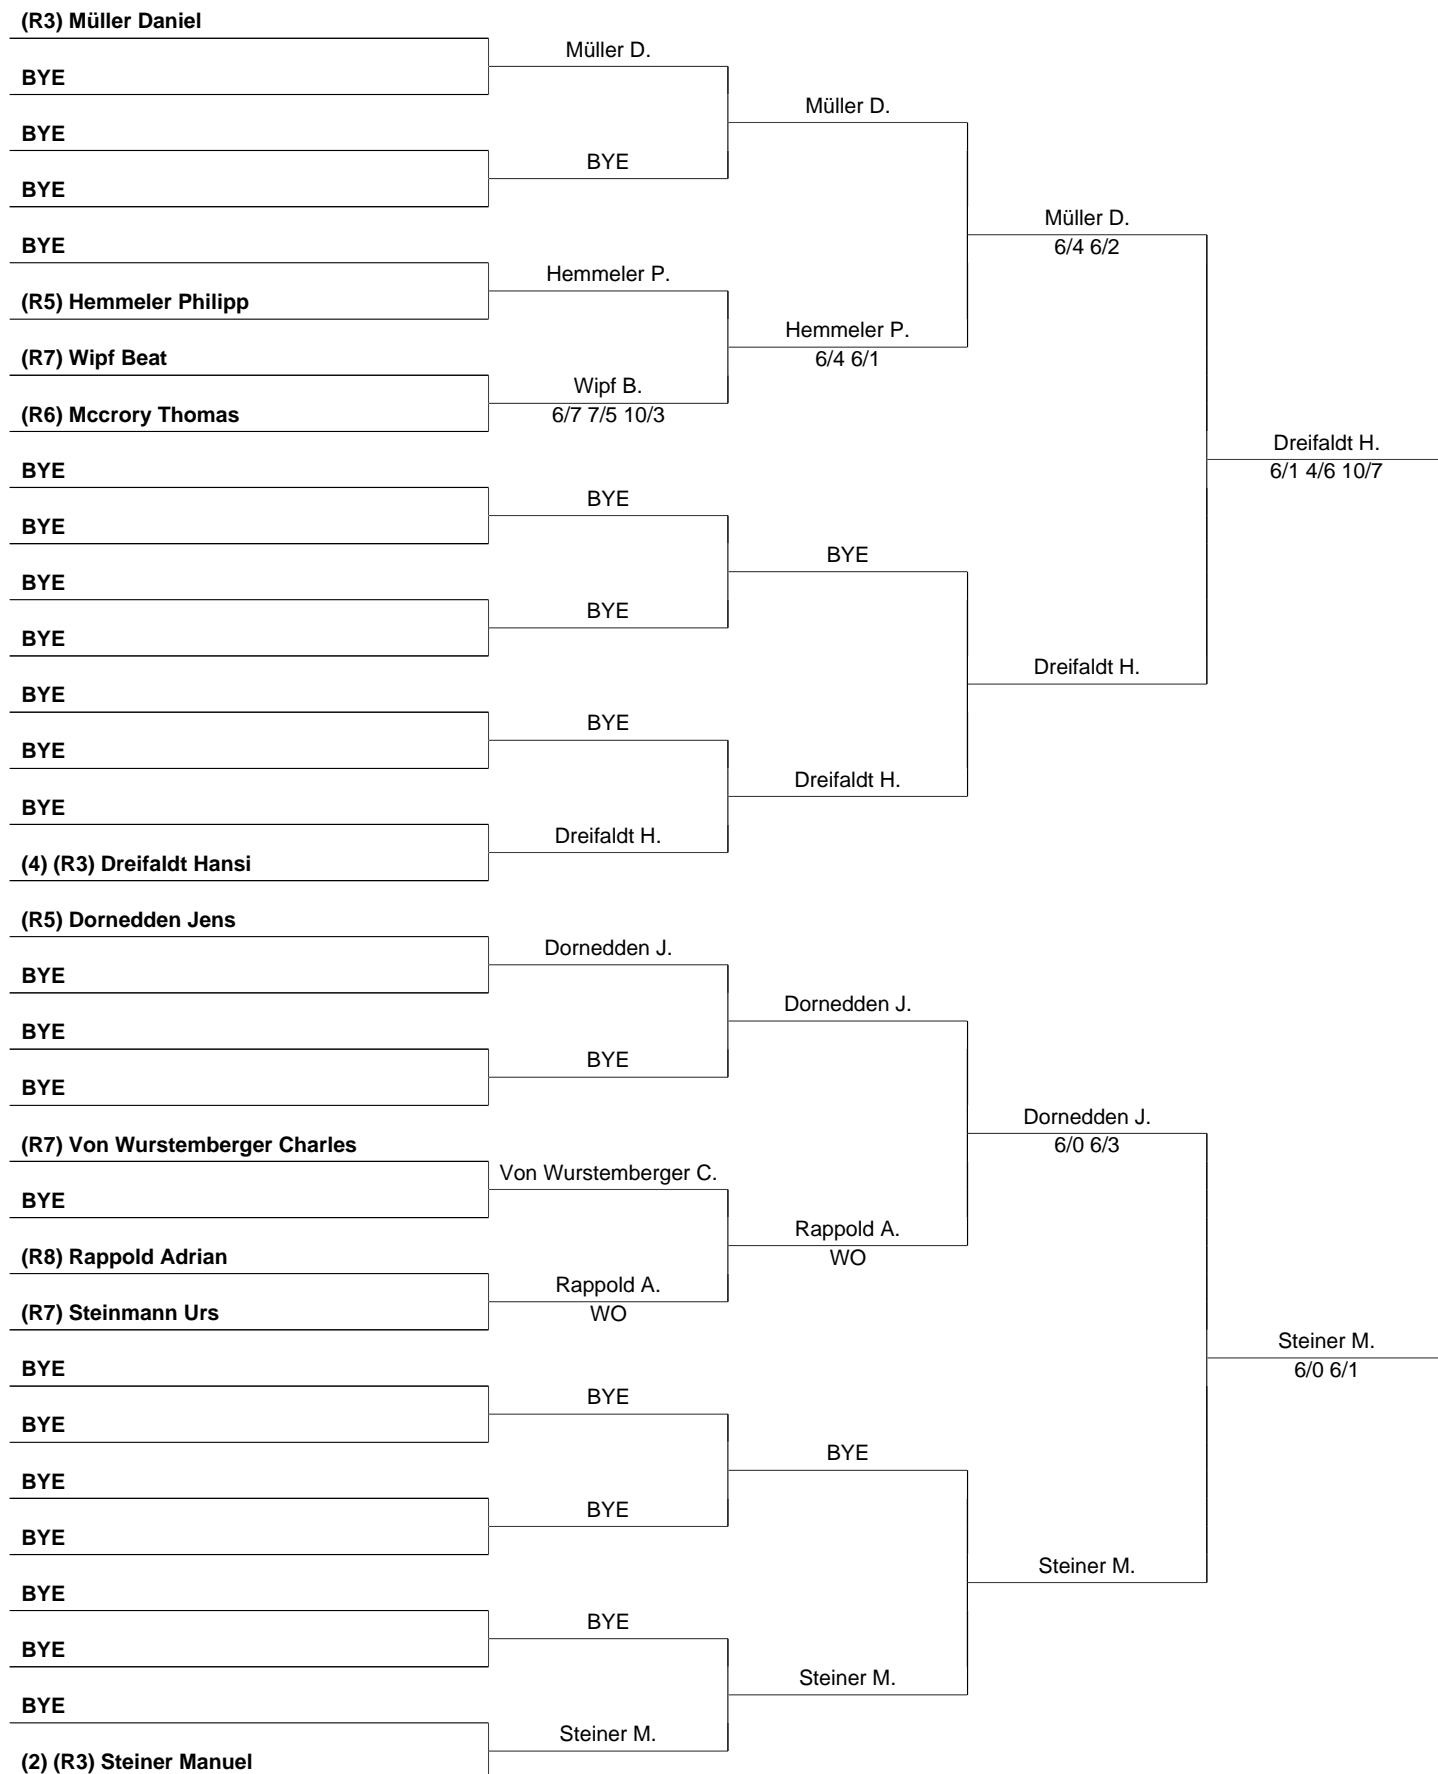 (R3) Müller Daniel
Müller D.
BYE
Müller D.
BYE
BYE
BYE
Müller D.
BYE
6/4 6/2
Hemmeler P.
(R5) Hemmeler Philipp
Hemmeler P.
(R7) Wipf Beat
6/4 6/1
Wipf B.
(R6) Mccrory Thomas
6/7 7/5 10/3
Dreifaldt H.
BYE
6/1 4/6 10/7
BYE
BYE
BYE
BYE
BYE
BYE
Dreifaldt H.
BYE
BYE
BYE
Dreifaldt H.
BYE
Dreifaldt H.
(4) (R3) Dreifaldt Hansi
(R5) Dornedden Jens
Dornedden J.
BYE
Dornedden J.
BYE
BYE
BYE
Dornedden J.
(R7) Von Wurstemberger Charles
6/0 6/3
Von Wurstemberger C.
BYE
Rappold A.
(R8) Rappold Adrian
WO
Rappold A.
(R7) Steinmann Urs
WO
Steiner M.
BYE
6/0 6/1
BYE
BYE
BYE
BYE
BYE
BYE
Steiner M.
BYE
BYE
BYE
Steiner M.
BYE
Steiner M.
(2) (R3) Steiner Manuel